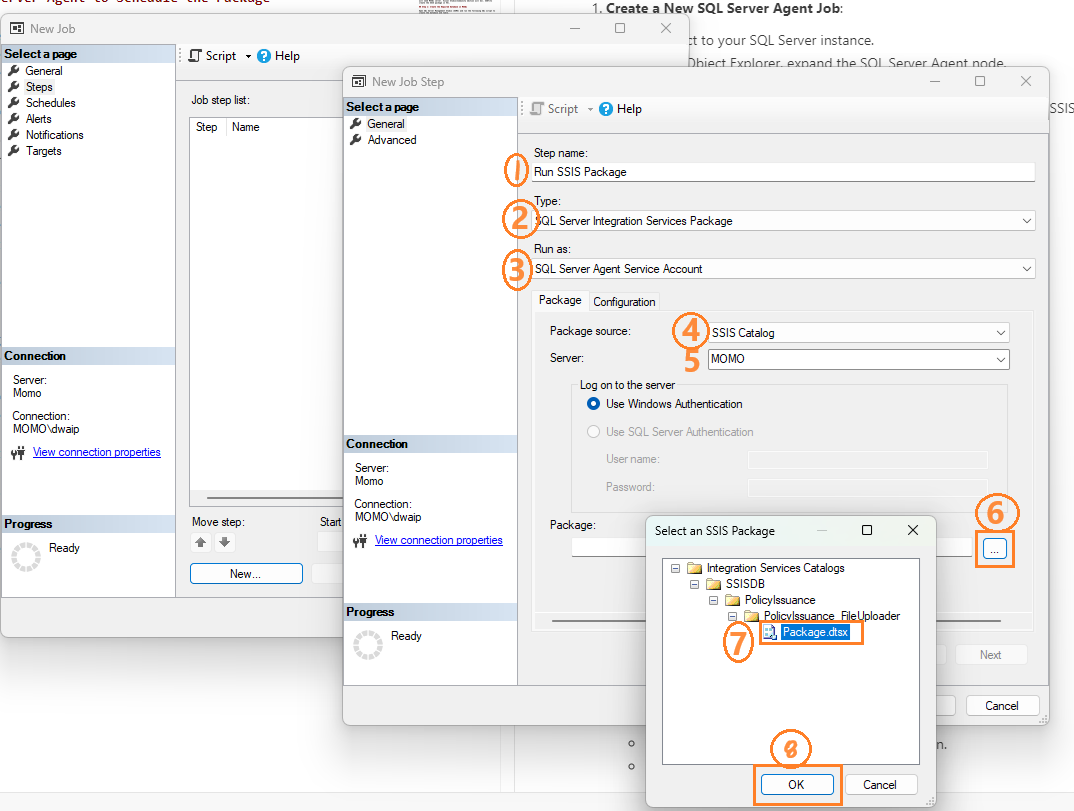 erver Agent to Schedule the Package
1. Create a New SQL Server Agent Job:
ct to your SQL Server instance.
Object Explorer, expand the SQL Server Agent node.
SSIS
n.
New Job
Select a page
General
Steps
Schedules
Alerts
Notifications
Targets
Script
Help
Job step list:
Step Name
Connection
Server:
Momo
Connection:
MOMO\dwaip
View connection properties
Progress
Ready
Move step:
Start
New...
New Job Step
Select a page
General
Advanced
Script
Help
Step name:
1 Run SSIS Package
Type:
2 SQL Server Integration Services Package
Run as:
3 SQL Server Agent Service Account
Package Configuration
Package source: 4 SSIS Catalog
Server: 5 MOMO
Log on to the server
Use Windows Authentication
Use SQL Server Authentication
User name:
Password:
Package:
6
...
Connection
Server:
Momo
Connection:
MOMO\dwaip
View connection properties
Progress
Ready
Next
Cancel
Select an SSIS Package
Integration Services Catalogs
SSISDB
PolicyIssuance
PolicyIssuance_FileUploader
7 Package.dtsx
8
OK Cancel